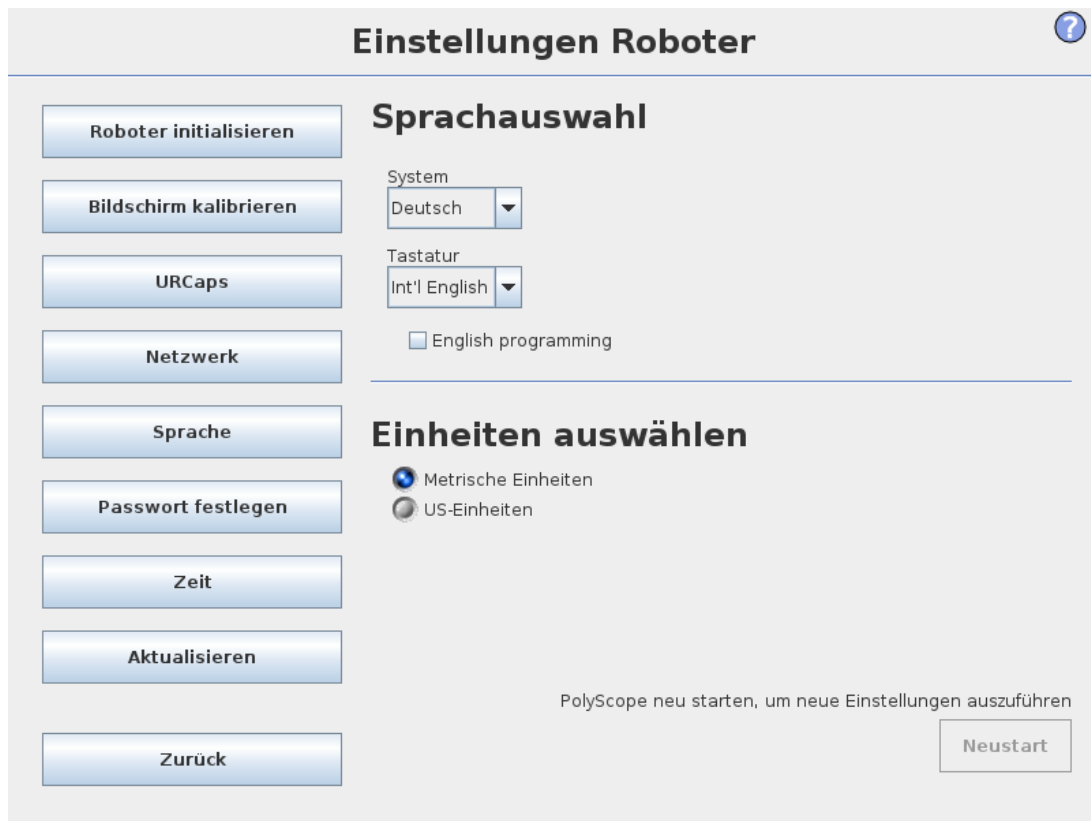 Einstellungen Roboter
?
Roboter initialisieren
Bildschirm kalibrieren
URCaps
Netzwerk
Sprache
Passwort festlegen
Zeit
Aktualisieren
Zurück
Sprachauswahl
System
Deutsch
Tastatur
Int'l English
English programming
Einheiten auswählen
Metrische Einheiten
US-Einheiten
PolyScope neu starten, um neue Einstellungen auszuführen
Neustart